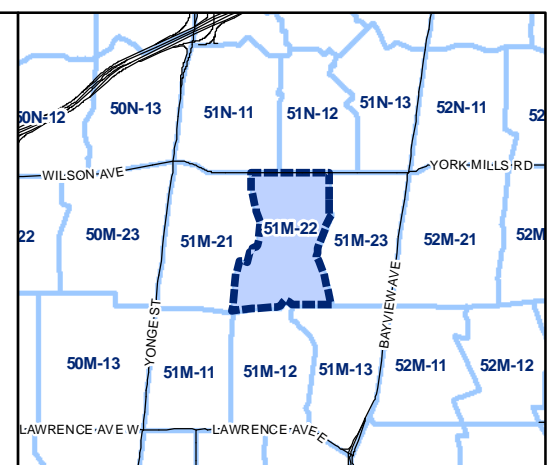 50N-12
50N-13
51N-11
51N-12
51N-13
52N-11
52
WILSON AVE
YORK MILLS RD
22
50M-23
51M-21
51M-22
51M-23
52M-21
52M
YONGE ST
BAYVIEW AVE
50M-13
51M-11
51M-12
51M-13
52M-11
52M-12
LAWRENCE AVE W
LAWRENCE AVE E